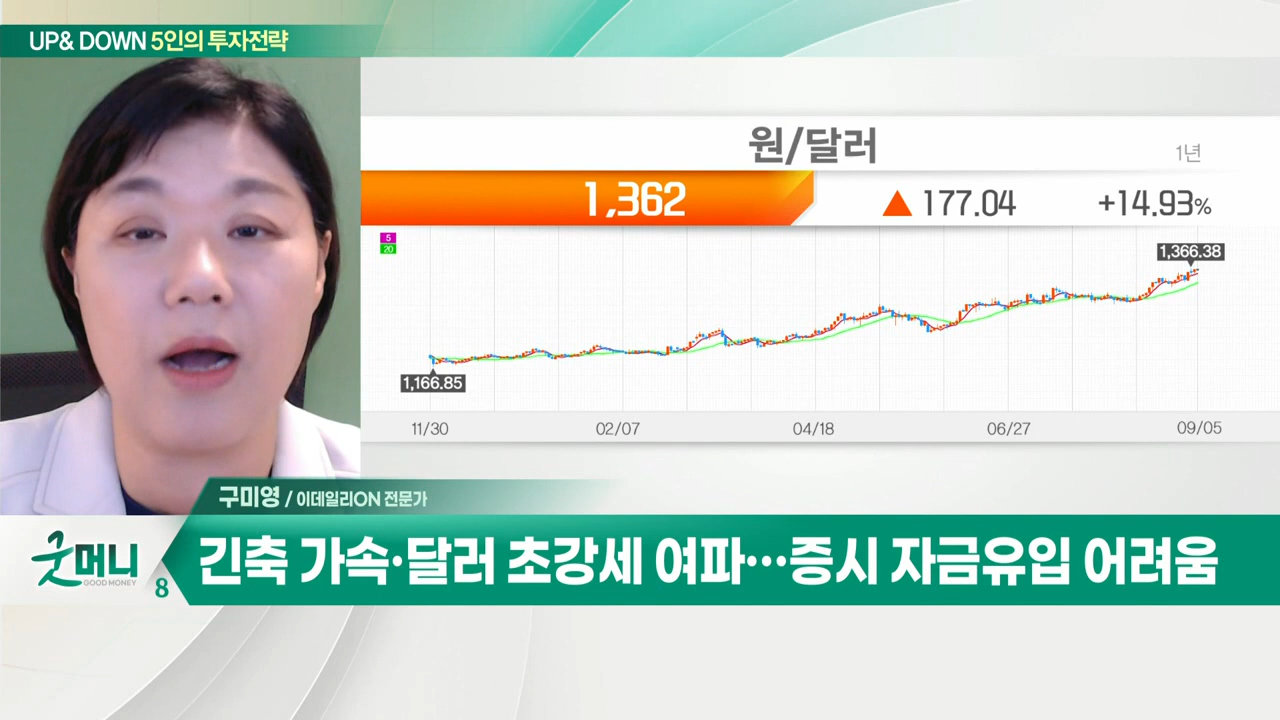 UP& DOWN 5인의 투자전략
원/달러
1년
1,362
▲ 177.04
+14.93%
5
20
1,366.38
1,166.85
11/30
02/07
04/18
06/27
09/05
구미영 / 이데일리ON 전문가
굿머니
GOOD MONEY
8
긴축 가속·달러 초강세 여파…증시 자금유입 어려움